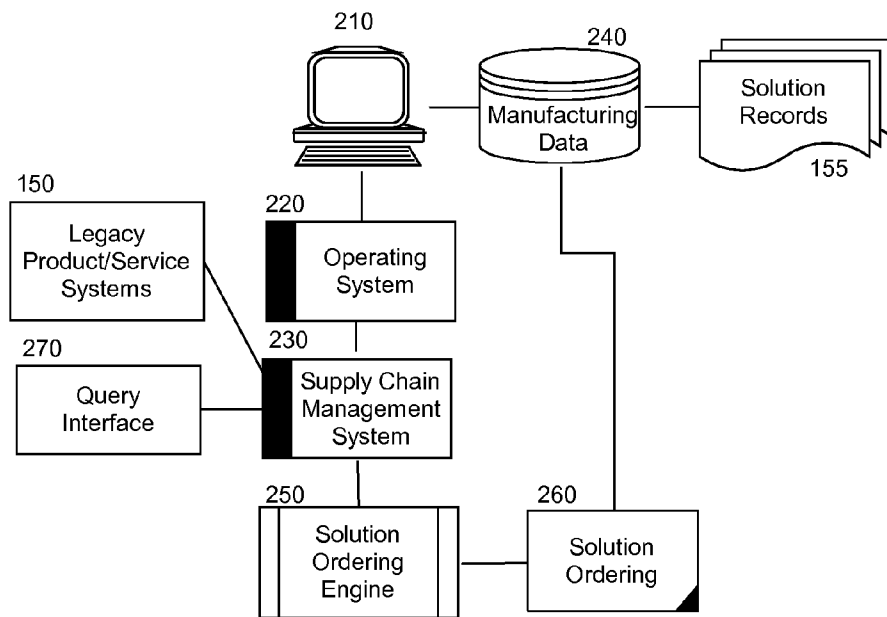 210
240
Manufacturing
Data
Solution
Records
155
150
Legacy
Product/Service
Systems
220
Operating
System
270
Query
Interface
230
Supply Chain
Management
System
250
Solution
Ordering
Engine
260
Solution
Ordering